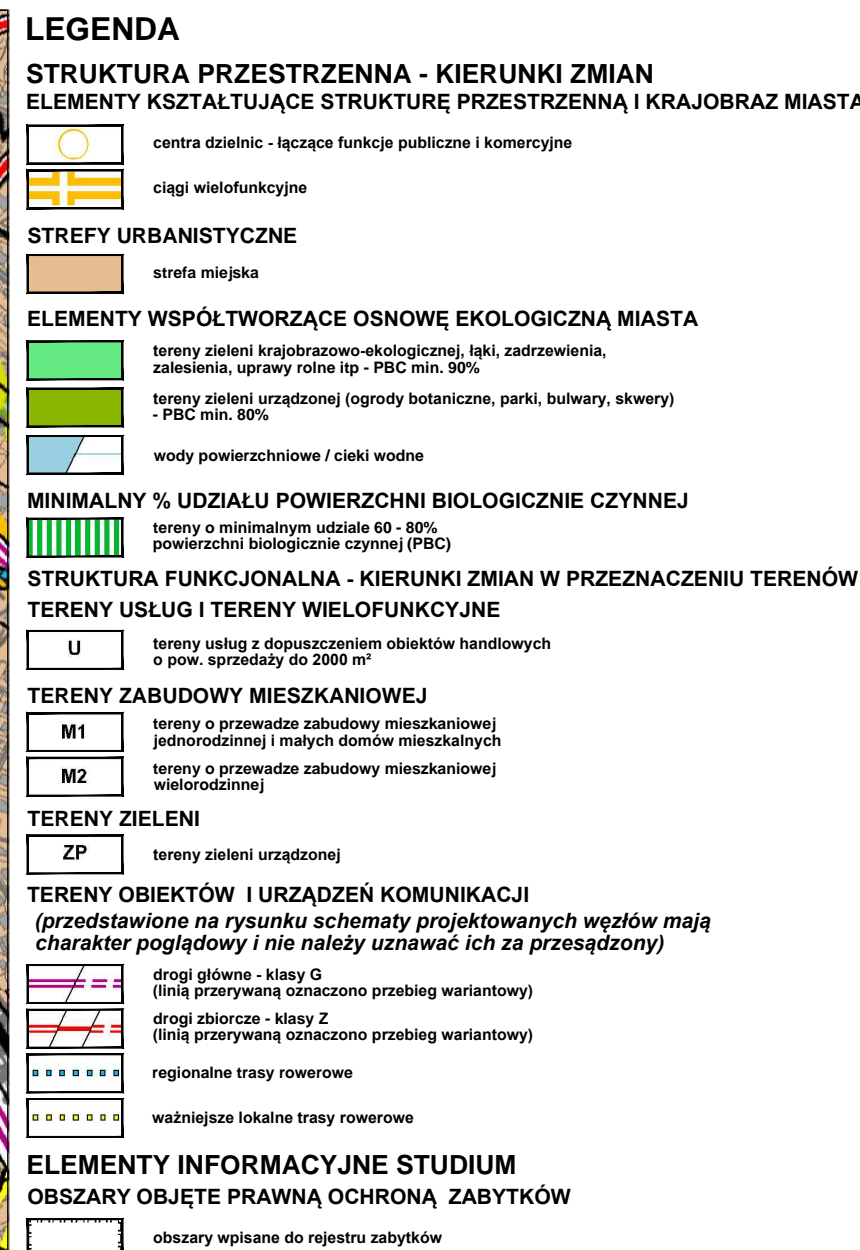 LEGENDA
STRUKTURA PRZESTRZENNA - KIERUNKI ZMIAN
ELEMENTY KSZTAŁTUJĄCE STRUKTURĘ PRZESTRZENNĄ I KRAJOBRAZ MIASTA
centra dzielnic - łączące funkcje publiczne i komercyjne
ciągi wielofunkcyjne
STREFY URBANISTYCZNE
strefa miejska
ELEMENTY WSPÓŁTWORZĄCE OSNOWĘ EKOLOGICZNĄ MIASTA
tereny zieleni krajobrazowo-ekologicznej, łąki, zadrzewienia,
zalesienia, uprawy rolne itp - PBC min. 90%
tereny zieleni urządzonej (ogrody botaniczne, parki, bulwary, skwery)
- PBC min. 80%
wody powierzchniowe / cieki wodne
MINIMALNY % UDZIAŁU POWIERZCHNI BIOLOGICZNIE CZYNNEJ
tereny o minimalnym udziale 60 - 80%
powierzchni biologicznie czynnej (PBC)
STRUKTURA FUNKCJONALNA - KIERUNKI ZMIAN W PRZEZNACZENIU TERENÓW
TERENY USŁUG I TERENY WIELOFUNKCYJNE
U
tereny usług z dopuszczeniem obiektów handlowych
o pow. sprzedaży do 2000 m²
TERENY ZABUDOWY MIESZKANIOWEJ
M1
tereny o przewadze zabudowy mieszkaniowej
jednorodzinnej i małych domów mieszkalnych
M2
tereny o przewadze zabudowy mieszkaniowej
wielorodzinnej
TERENY ZIELENI
ZP
tereny zieleni urządzonej
TERENY OBIEKTÓW I URZĄDZEŃ KOMUNIKACJI
(przedstawione na rysunku schematy projektowanych węzłów mają
charakter poglądowy i nie należy uznawać ich za przesądzony)
drogi główne - klasy G
(linią przerywaną oznaczono przebieg wariantowy)
drogi zbiorcze - klasy Z
(linią przerywaną oznaczono przebieg wariantowy)
regionalne trasy rowerowe
ważniejsze lokalne trasy rowerowe
ELEMENTY INFORMACYJNE STUDIUM
OBSZARY OBJĘTE PRAWNĄ OCHRONĄ ZABYTKÓW
obszary wpisane do rejestru zabytków